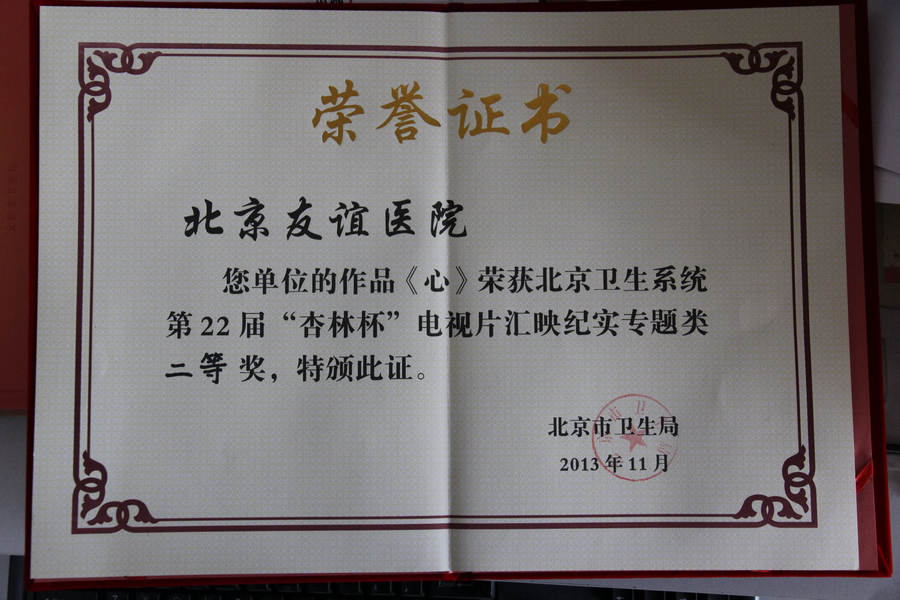 荣誉证书
北京友谊医院
您单位的作品《心》荣获北京卫生系统
第22届“杏林杯”电视片汇映纪实专题类
二等奖，特颁此证。
北京市卫生局
2013年11月